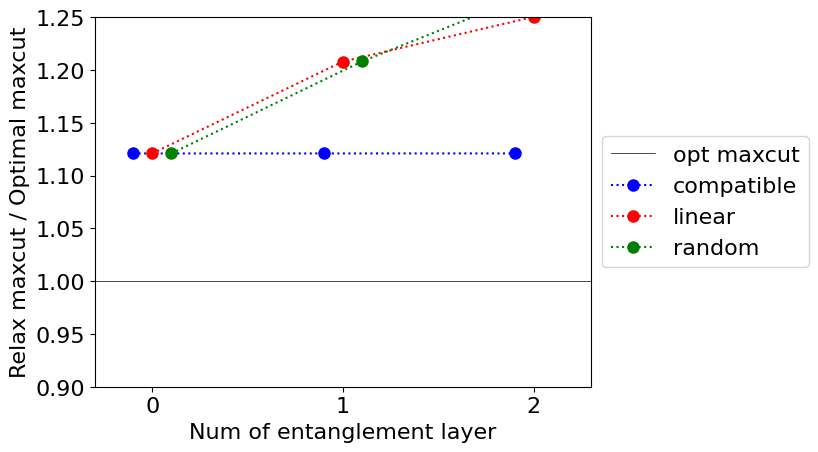 Relax maxcut / Optimal maxcut
1.25
1.20
1.15
1.10
1.05
1.00
0.95
0.90
0
1
2
Num of entanglement layer
opt maxcut
compatible
linear
random